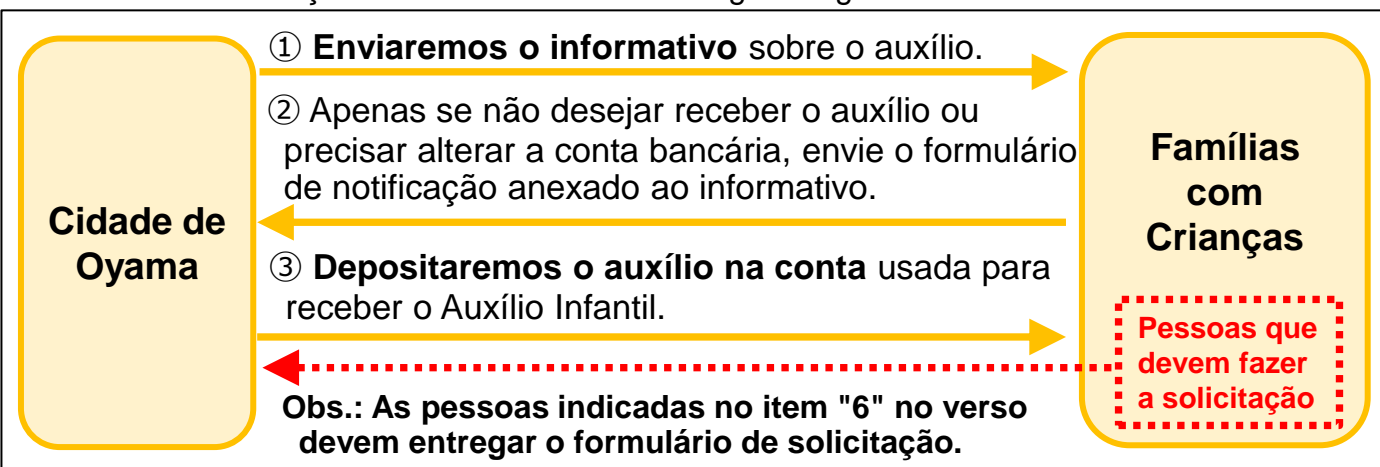 ① Enviaremos o informativo sobre o auxílio.
② Apenas se não desejar receber o auxílio ou
precisar alterar a conta bancária, envie o formulário
de notificação anexado ao informativo.
Cidade de
Oyama
③ Depositaremos o auxílio na conta usada para
receber o Auxílio Infantil.
Famílias
com
Crianças
Pessoas que
devem fazer
a solicitação
Obs.: As pessoas indicadas no item "6" no verso
devem entregar o formulário de solicitação.